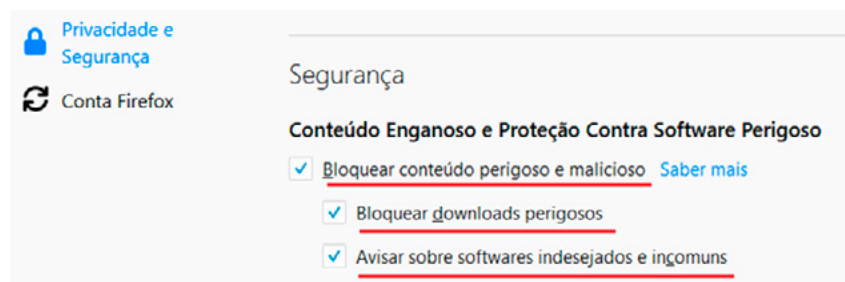 Privacidade e
Segurança
Conta Firefox
Segurança
Conteúdo Enganoso e Proteção Contra Software Perigoso
Bloquear conteúdo perigoso e malicioso Saber mais
Bloquear downloads perigosos
Avisar sobre softwares indesejados e incomuns